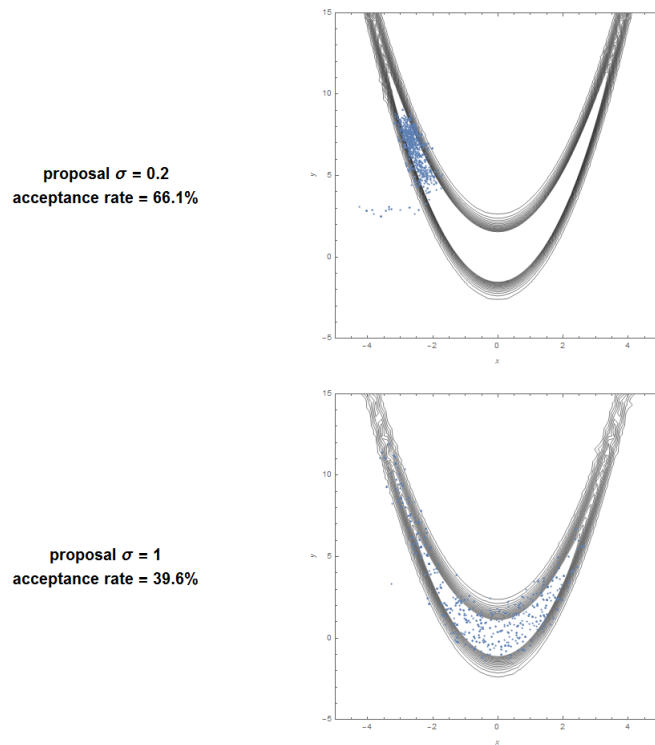 15
10
5
0
−5
−4
−2
0
2
4
y
x
proposal σ = 0.2
acceptance rate = 66.1%
15
10
5
0
−5
−4
−2
0
2
4
y
x
proposal σ = 1
acceptance rate = 39.6%